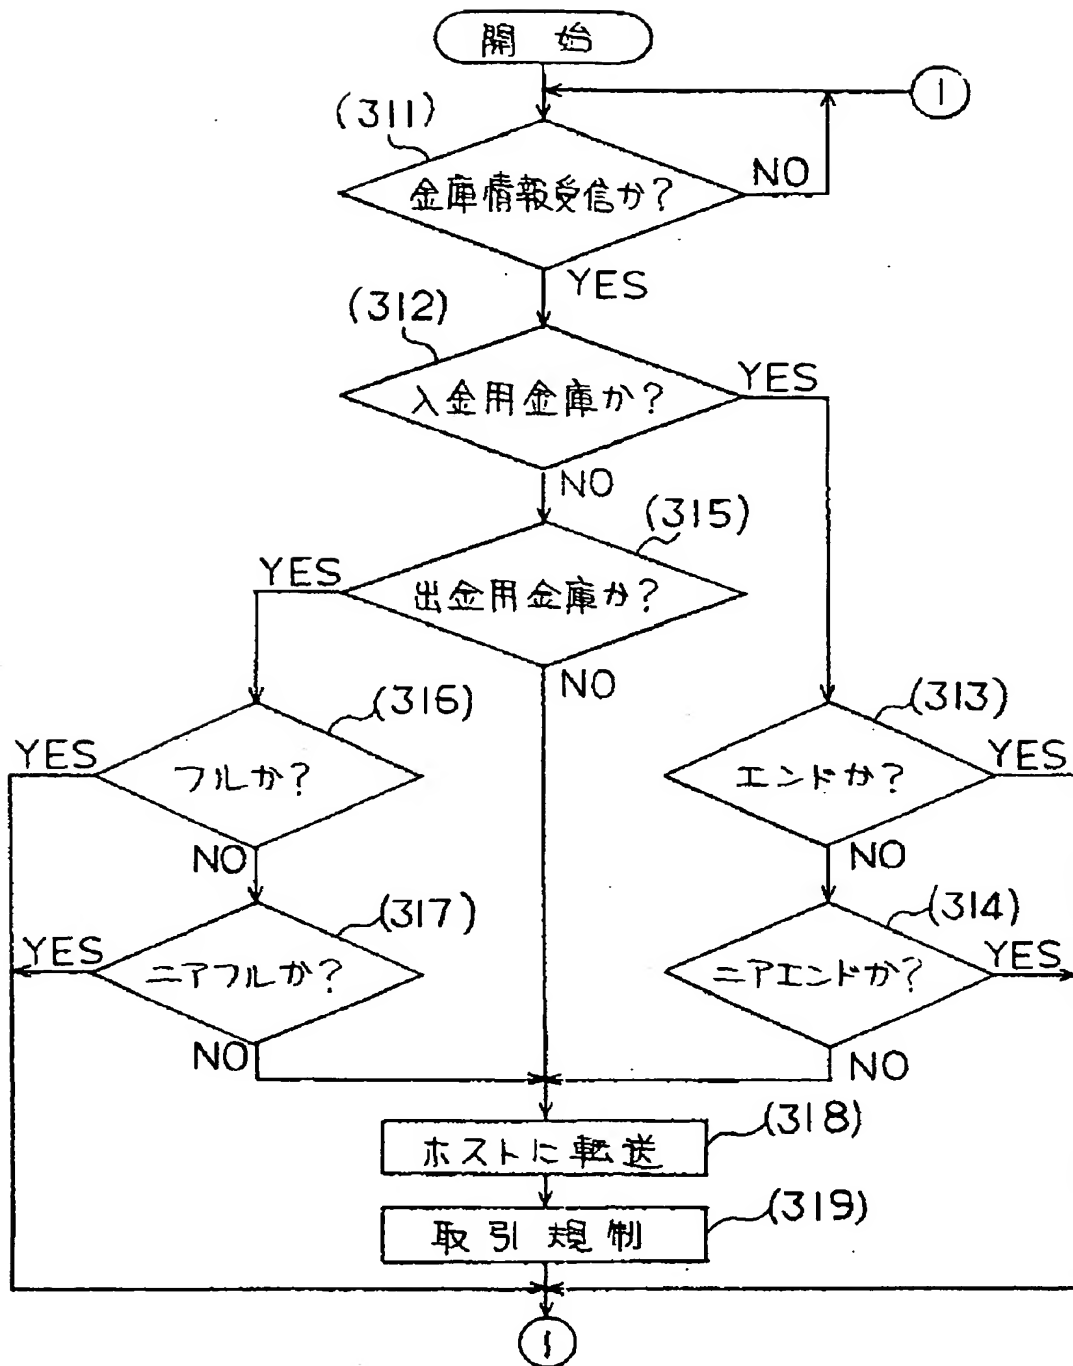 開始
1
(311)
金庫情報受信か?
NO
YES
(312)
入金用金庫か?
YES
NO
(315)
出金用金庫か?
YES
NO
(316)
フルか?
YES
NO
(313)
エンドか?
YES
NO
(317)
ニアフルか?
YES
NO
(314)
ニアエンドか?
YES
NO
(318)
ホストに転送
(319)
取引規制
1